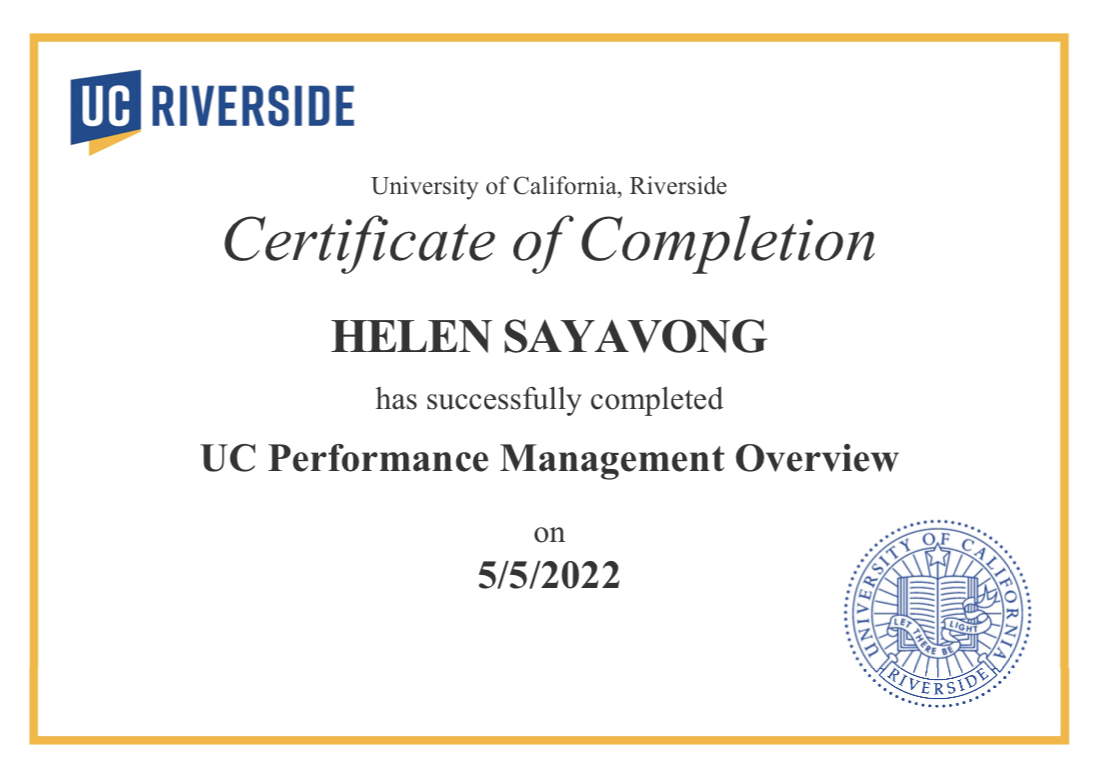 UC RIVERSIDE
University of California, Riverside
Certificate of Completion
HELEN SAYAVONG
has successfully completed
UC Performance Management Overview
on
5/5/2022
UNIVERSITY OF CALIFORNIA
LET THERE BE LIGHT
RIVERSIDE